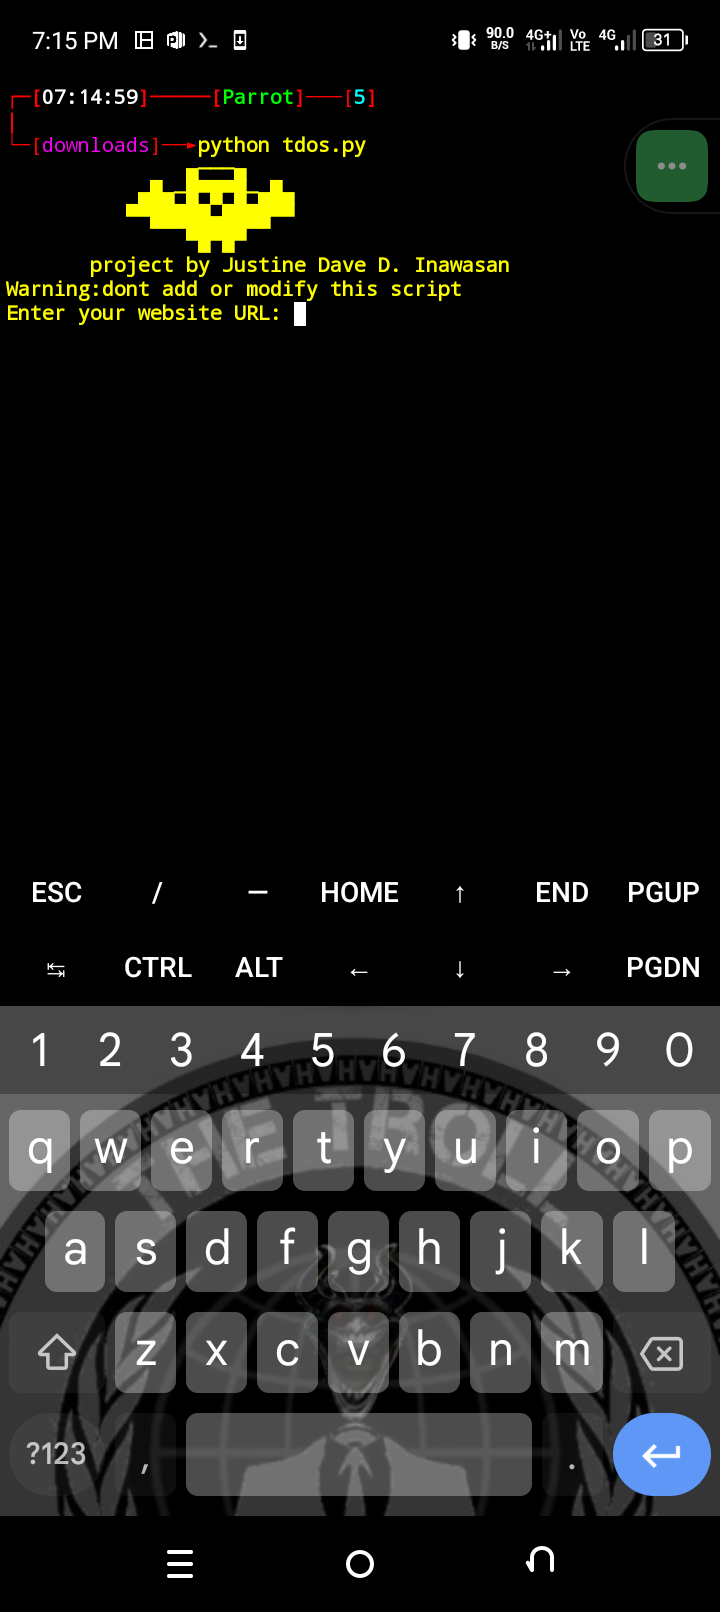 7:15 PM 90.0 B/S 4G+ Vo LTE 4G 31
[07:14:59] [Parrot] [5]
[downloads] python tdos.py
project by Justine Dave D. Inawasan
Warning:dont add or modify this script
Enter your website URL:
ESC / — HOME ↑ END PGUP
↹ CTRL ALT ← ↓ → PGDN
1 2 3 4 5 6 7 8 9 0
THE TROLL
q w e r t y u i o p
a s d f g h j k l
z x c v b n m
?123 , .